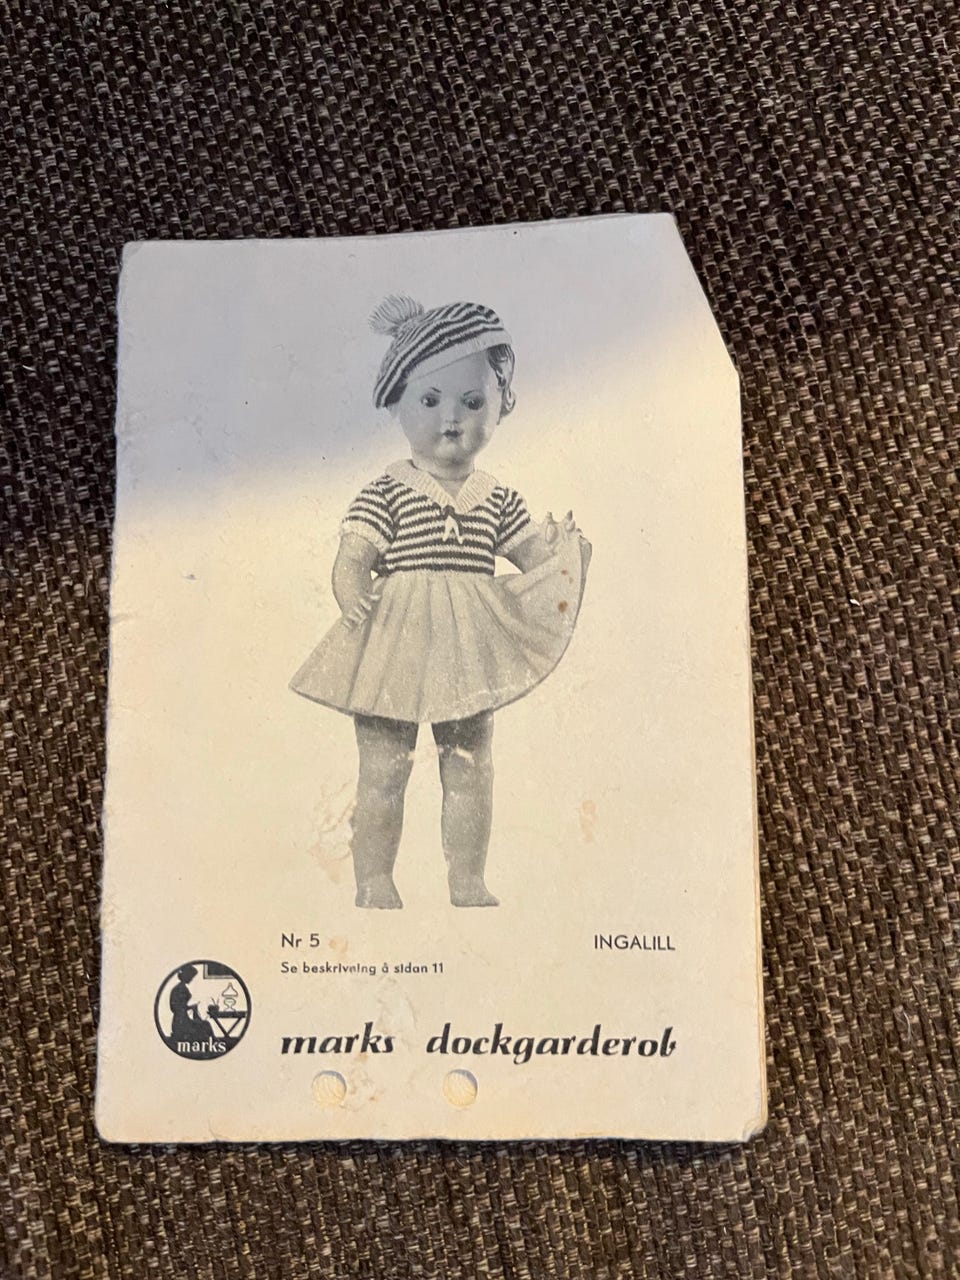 Nr 5
INGALILL
Se beskrivning å sidan 11
marks
marks dockgarderob